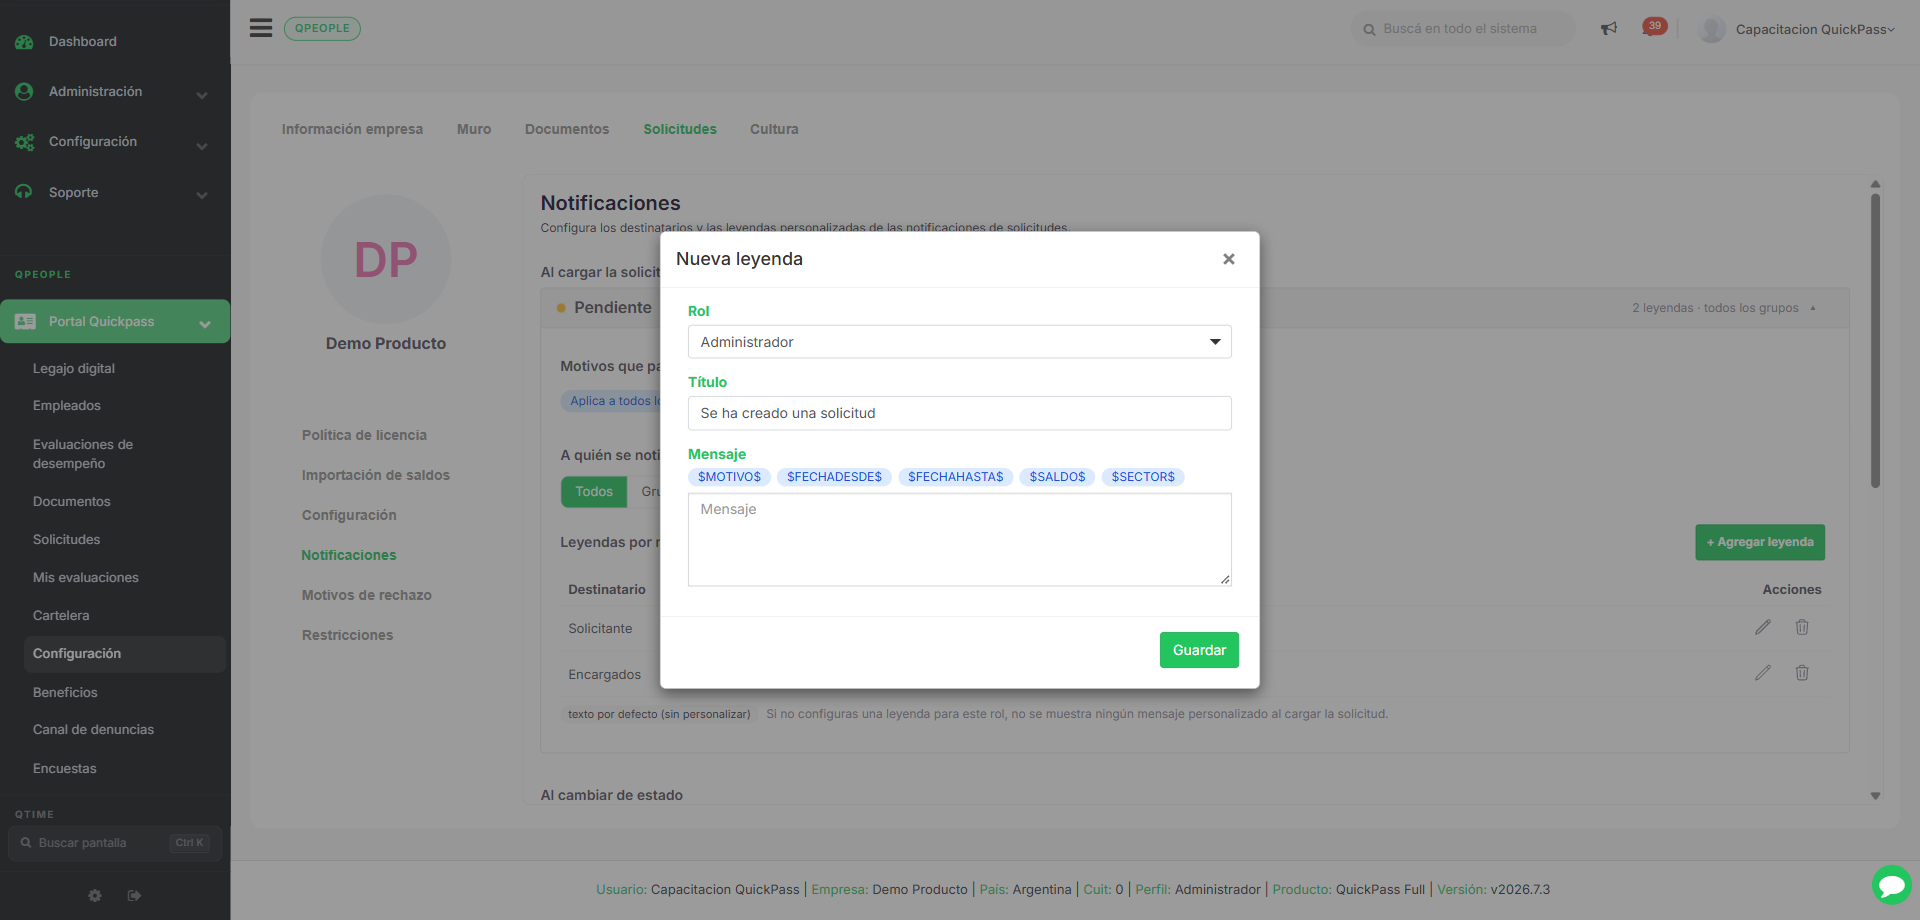 Dashboard
Administración
Configuración
Soporte
QPEOPLE
Portal Quickpass
Legajo digital
Empleados
Evaluaciones de
desempeño
Documentos
Solicitudes
Mis evaluaciones
Cartelera
Configuración
Beneficios
Canal de denuncias
Encuestas
QTIME
Buscar pantalla
Ctrl K
QPEOPLE
Buscá en todo el sistema
39
Capacitacion QuickPass
Información empresa
Muro
Documentos
Solicitudes
Cultura
DP
Demo Producto
Política de licencia
Importación de saldos
Configuración
Notificaciones
Motivos de rechazo
Restricciones
Notificaciones
Configura los destinatarios y las leyendas personalizadas de las notificaciones de solicitudes.
Al cargar la solicit
Pendiente
2 leyendas · todos los grupos
Motivos que pa
Aplica a todos lo
A quién se noti
Todos
Gru
Leyendas por r
+ Agregar leyenda
Destinatario
Acciones
Solicitante
Encargados
texto por defecto (sin personalizar)
Si no configuras una leyenda para este rol, no se muestra ningún mensaje personalizado al cargar la solicitud.
Al cambiar de estado
Nueva leyenda
Rol
Administrador
Título
Se ha creado una solicitud
Mensaje
$MOTIVO$ $FECHADESDE$ $FECHAHASTA$ $SALDO$ $SECTOR$
Mensaje
Guardar
Usuario: Capacitacion QuickPass | Empresa: Demo Producto | País: Argentina | Cuit: 0 | Perfil: Administrador | Producto: QuickPass Full | Versión: v2026.7.3